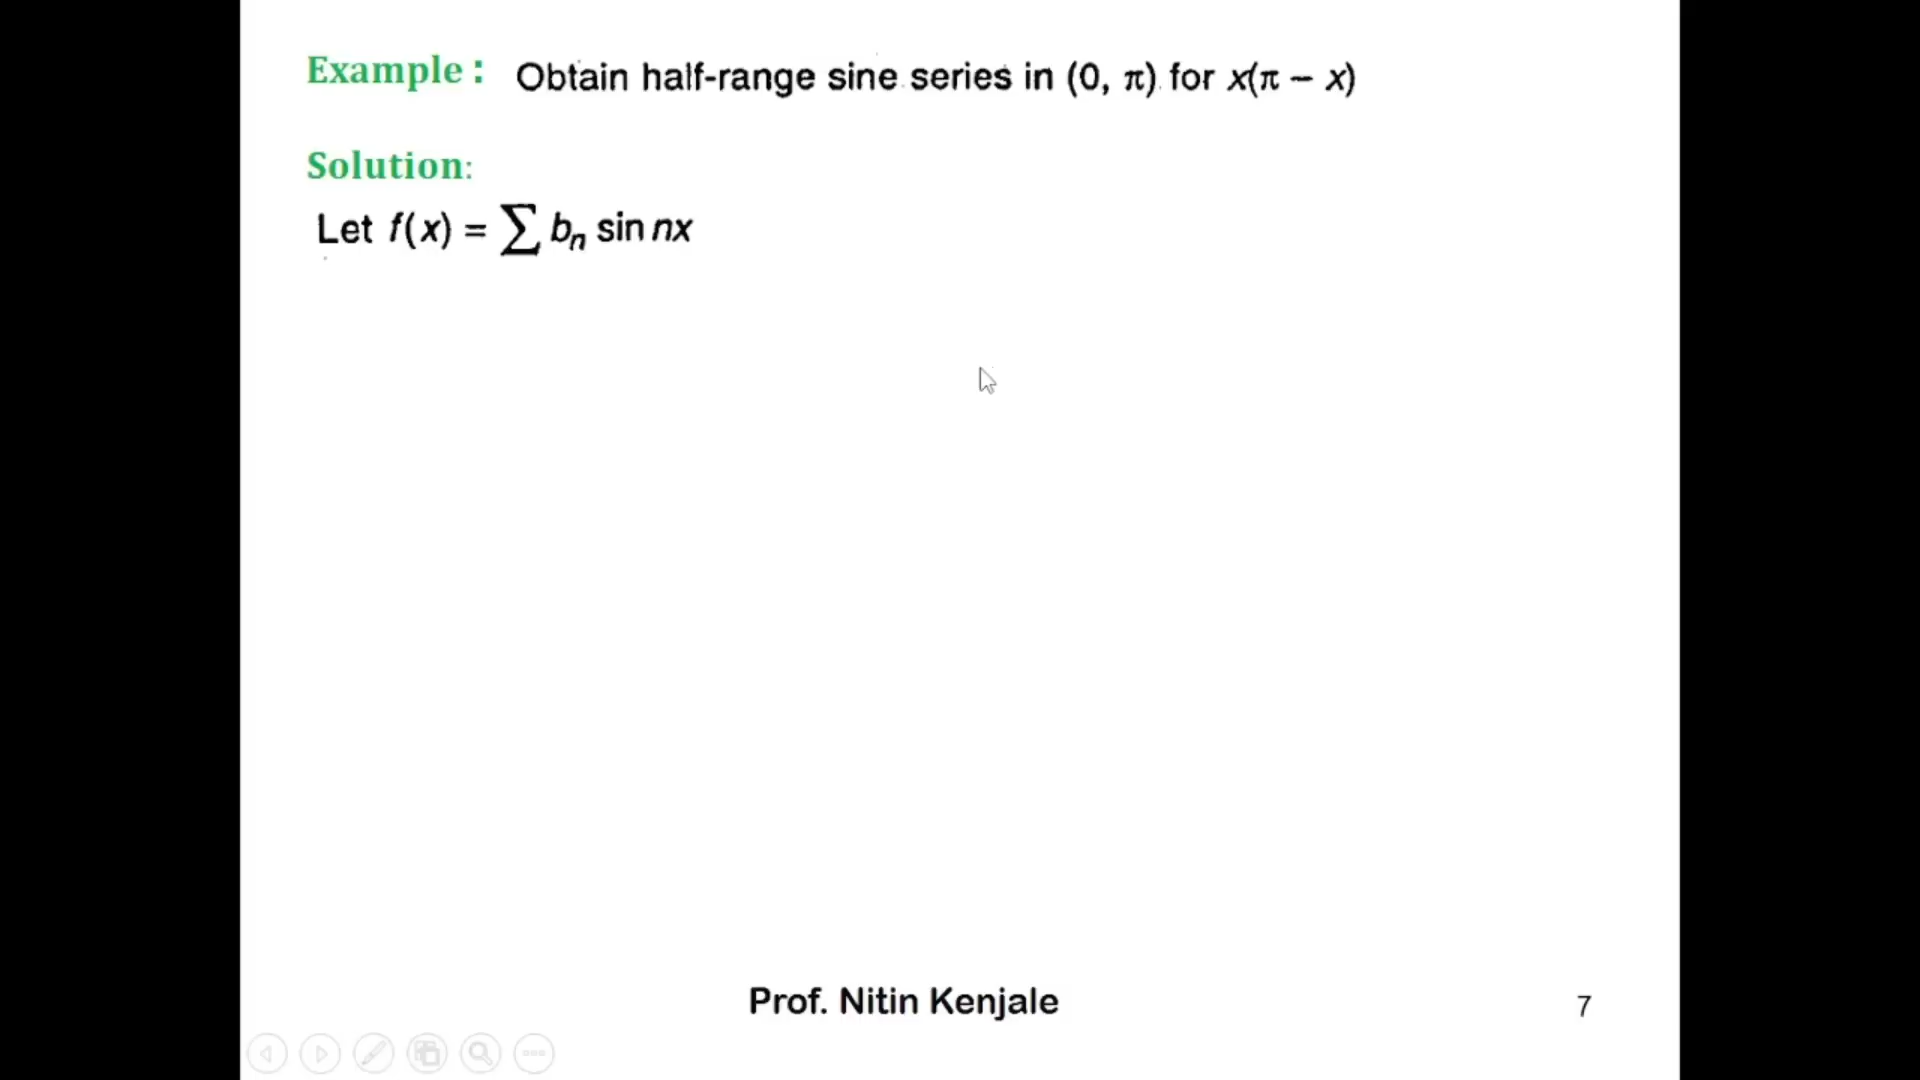 Example : Obtain half-range sine series in (0, π) for x(π – x)
Solution:
Let f(x) = ∑ bₙ sin nx
Prof. Nitin Kenjale
7